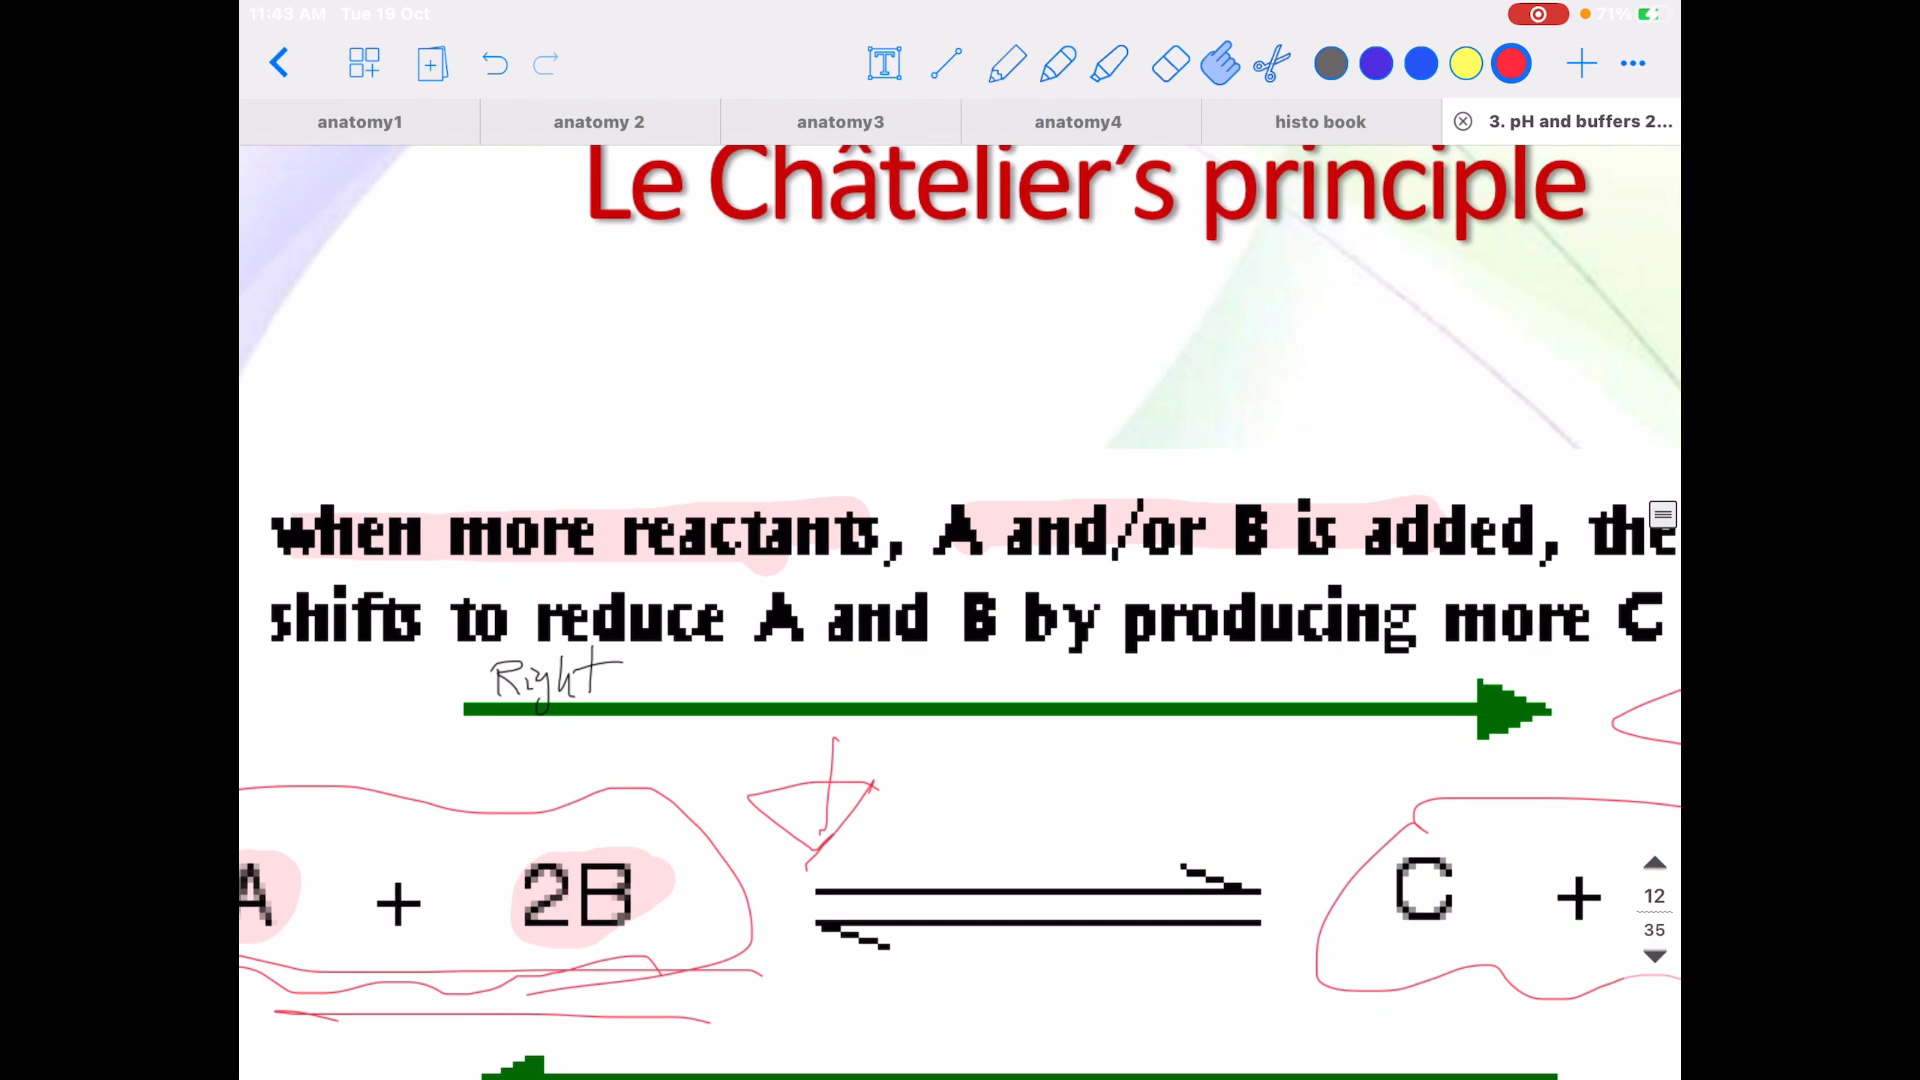 11:43 AM Tue 19 Oct
71%
T
anatomy1
anatomy 2
anatomy3
anatomy4
histo book
3. pH and buffers 2...
Le Châtelier's principle
when more reactants, A and/or B is added, the
shifts to reduce A and B by producing more C
Right
A + 2B ⇌ C +
12
35